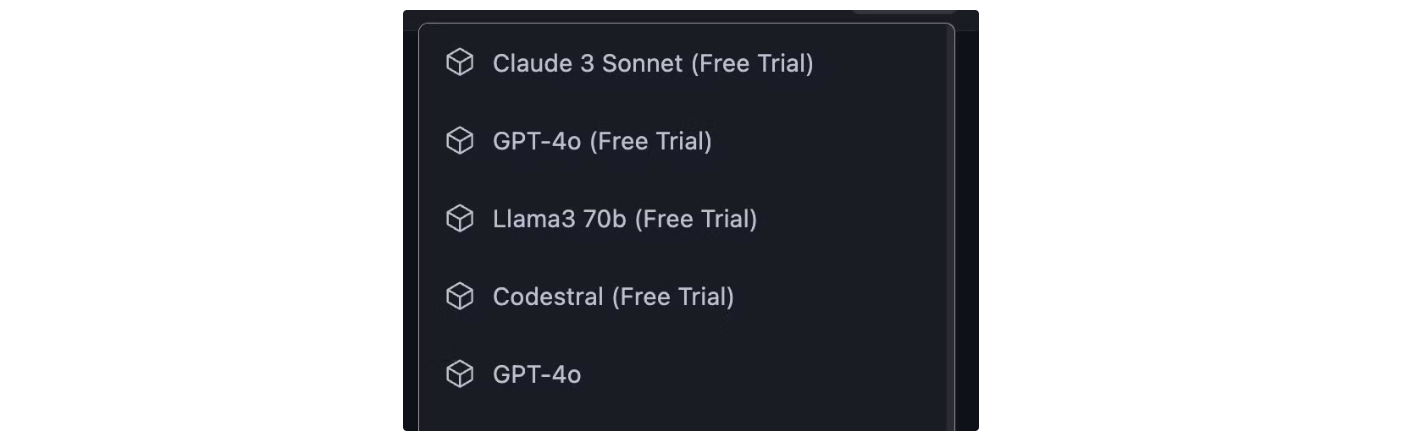 Claude 3 Sonnet (Free Trial)
GPT-4o (Free Trial)
Llama3 70b (Free Trial)
Codestral (Free Trial)
GPT-4o